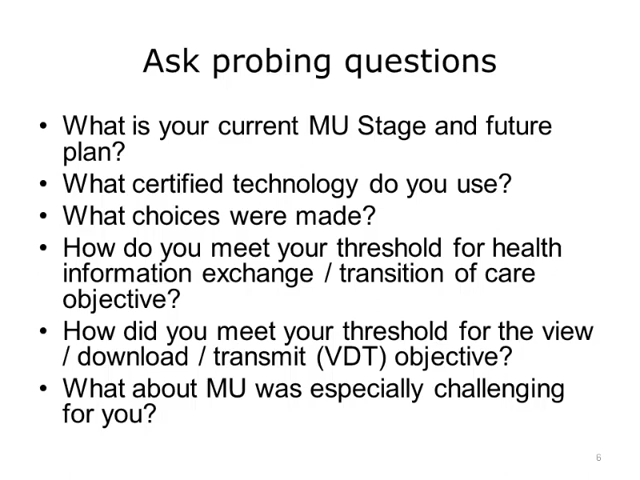 Ask probing questions
• What is your current MU Stage and future
plan?
• What certified technology do you use?
• What choices were made?
• How do you meet your threshold for health
information exchange / transition of care
objective?
• How did you meet your threshold for the view
/ download / transmit (VDT) objective?
• What about MU was especially challenging
for you?
6